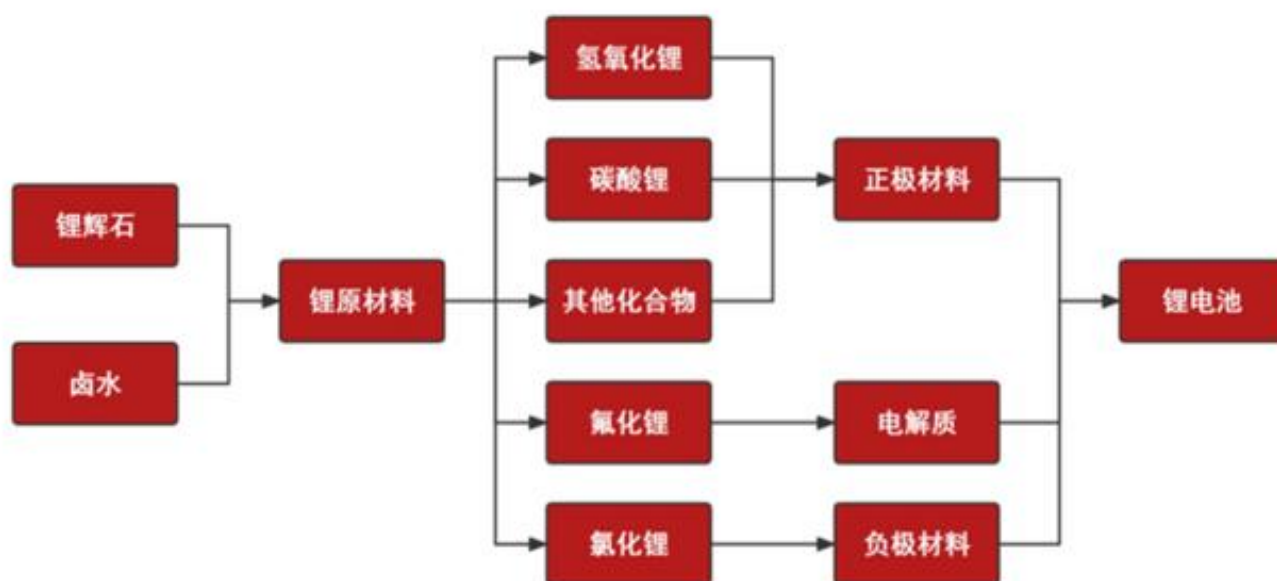 锂辉石
卤水
锂原材料
氢氧化锂
碳酸锂
其他化合物
氟化锂
氯化锂
正极材料
电解质
负极材料
锂电池